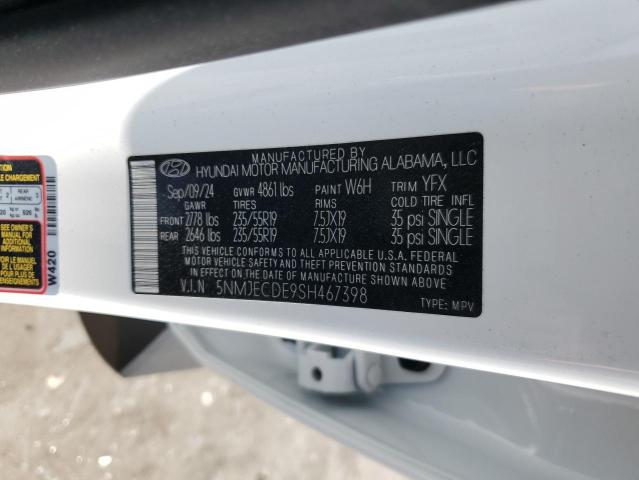 MANUFACTURED BY
HYUNDAI MOTOR MANUFACTURING ALABAMA, LLC
Sep/09/24 GVWR 4861 lbs PAINT W6H TRIM YFX
GAWR TIRES RIMS COLD TIRE INFL
FRONT 2778 lbs 235/55R19 7.5JX19 35 psi SINGLE
REAR 2646 lbs 235/55R19 7.5JX19 35 psi SINGLE
THIS VEHICLE CONFORMS TO ALL APPLICABLE U.S.A. FEDERAL
MOTOR VEHICLE SAFETY AND THEFT PREVENTION STANDARDS
IN EFFECT ON THE DATE OF MANUFACTURE SHOWN ABOVE.
V.I.N 5NMJECDE9SH467398
TYPE: MPV
CHARGEMENT
REAR
W420